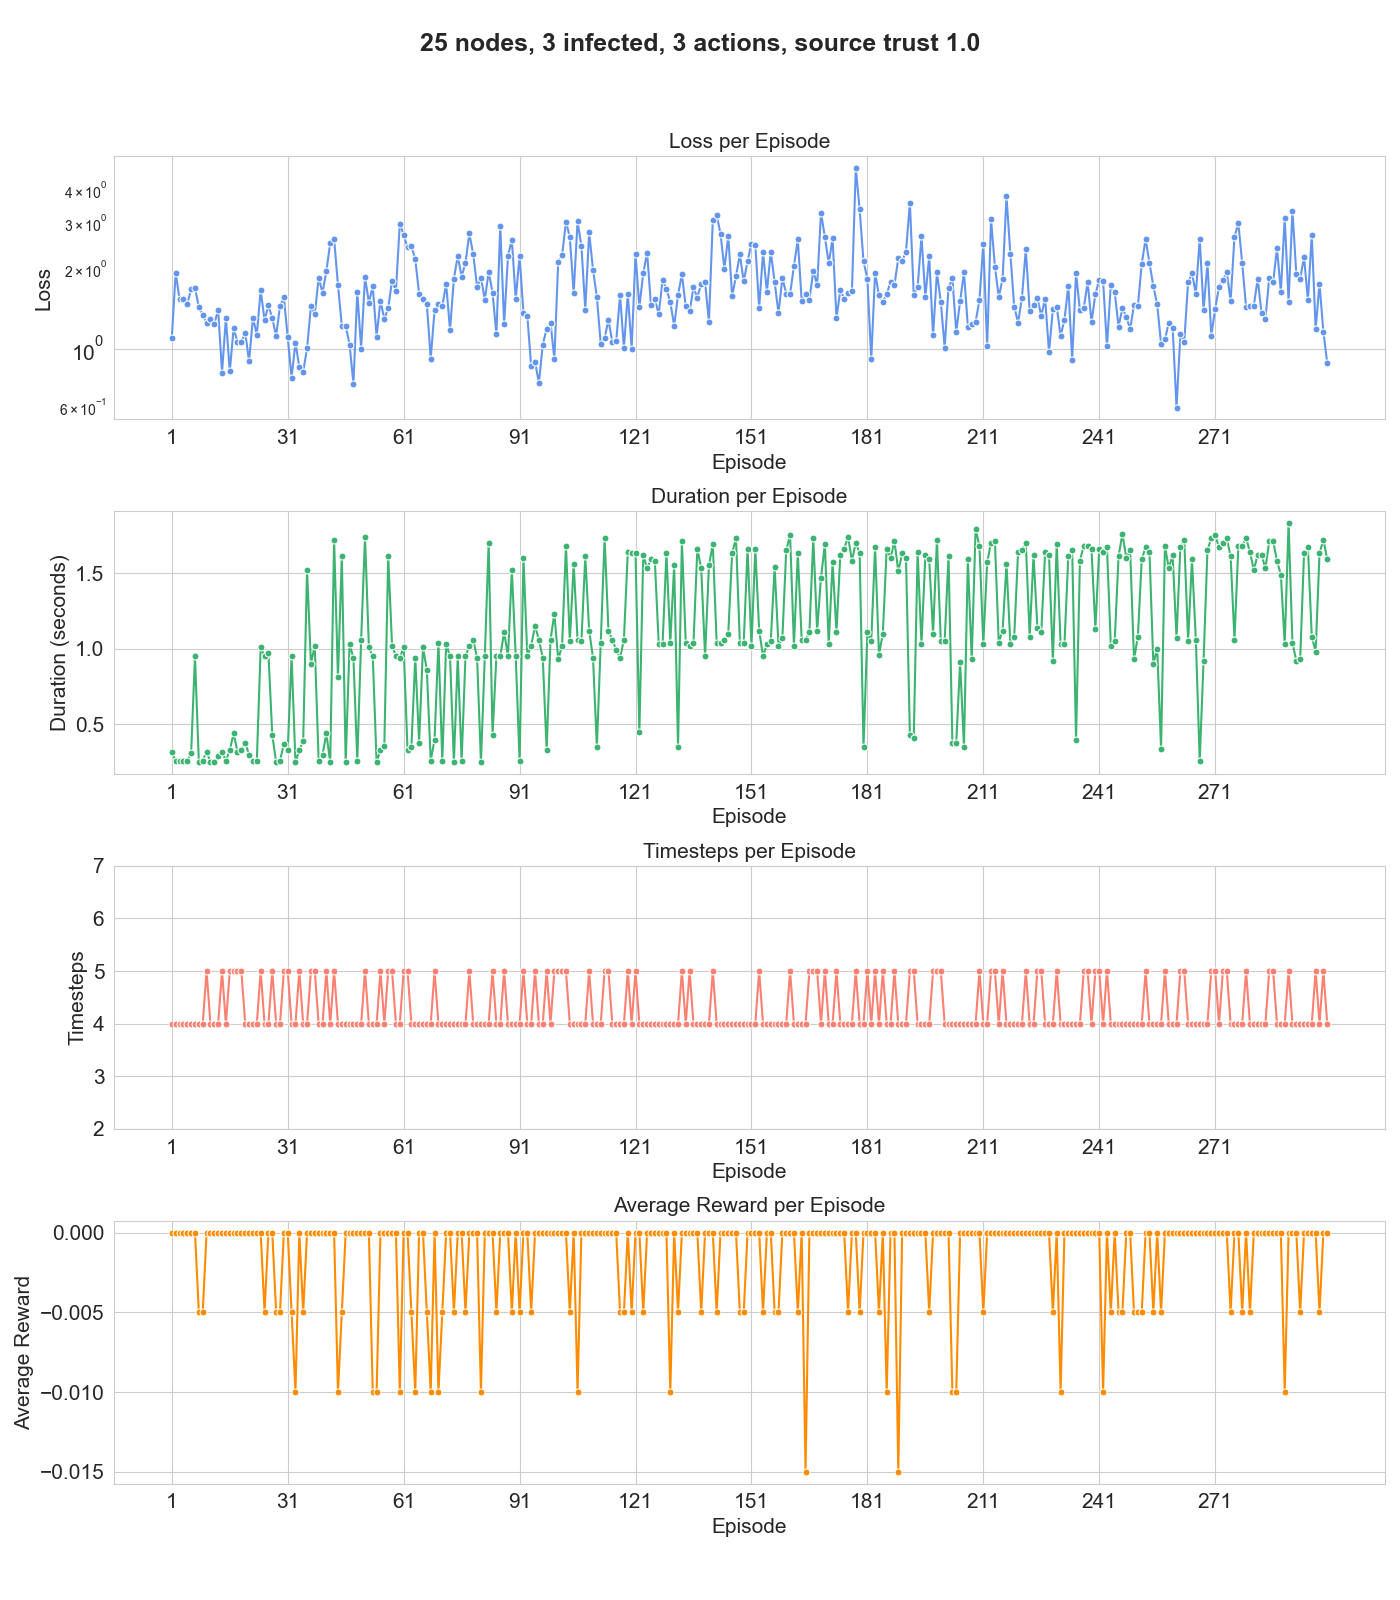 25 nodes, 3 infected, 3 actions, source trust 1.0
Loss per Episode
4 × 10⁰
3 × 10⁰
2 × 10⁰
10⁰
6 × 10⁻¹
Loss
1 31 61 91 121 151 181 211 241 271
Episode
Duration per Episode
1.5
1.0
0.5
Duration (seconds)
1 31 61 91 121 151 181 211 241 271
Episode
Timesteps per Episode
7
6
5
4
3
2
Timesteps
1 31 61 91 121 151 181 211 241 271
Episode
Average Reward per Episode
0.000
−0.005
−0.010
−0.015
Average Reward
1 31 61 91 121 151 181 211 241 271
Episode